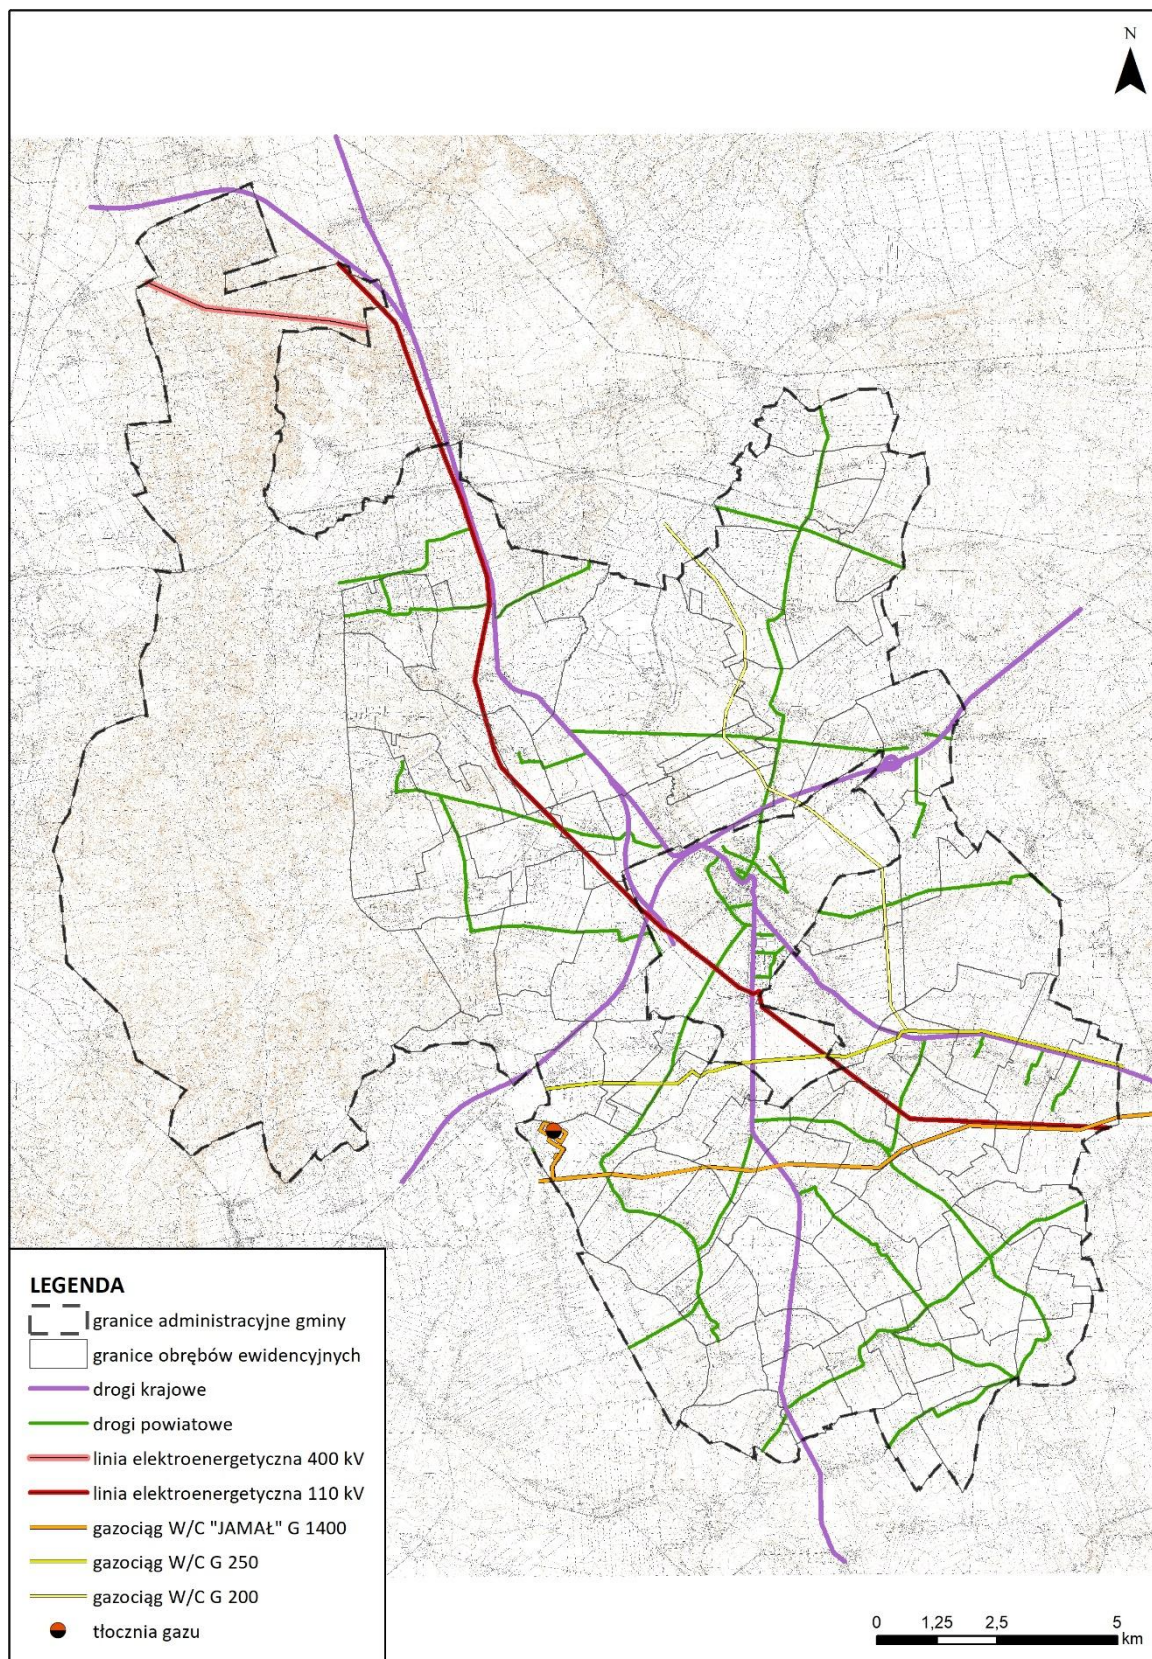 N
LEGENDA
granice administracyjne gminy
granice obrębów ewidencyjnych
drogi krajowe
drogi powiatowe
linia elektroenergetyczna 400 kV
linia elektroenergetyczna 110 kV
gazociąg W/C "JAMAŁ" G 1400
gazociąg W/C G 250
gazociąg W/C G 200
tłocznia gazu
0 1,25 2,5 5
km